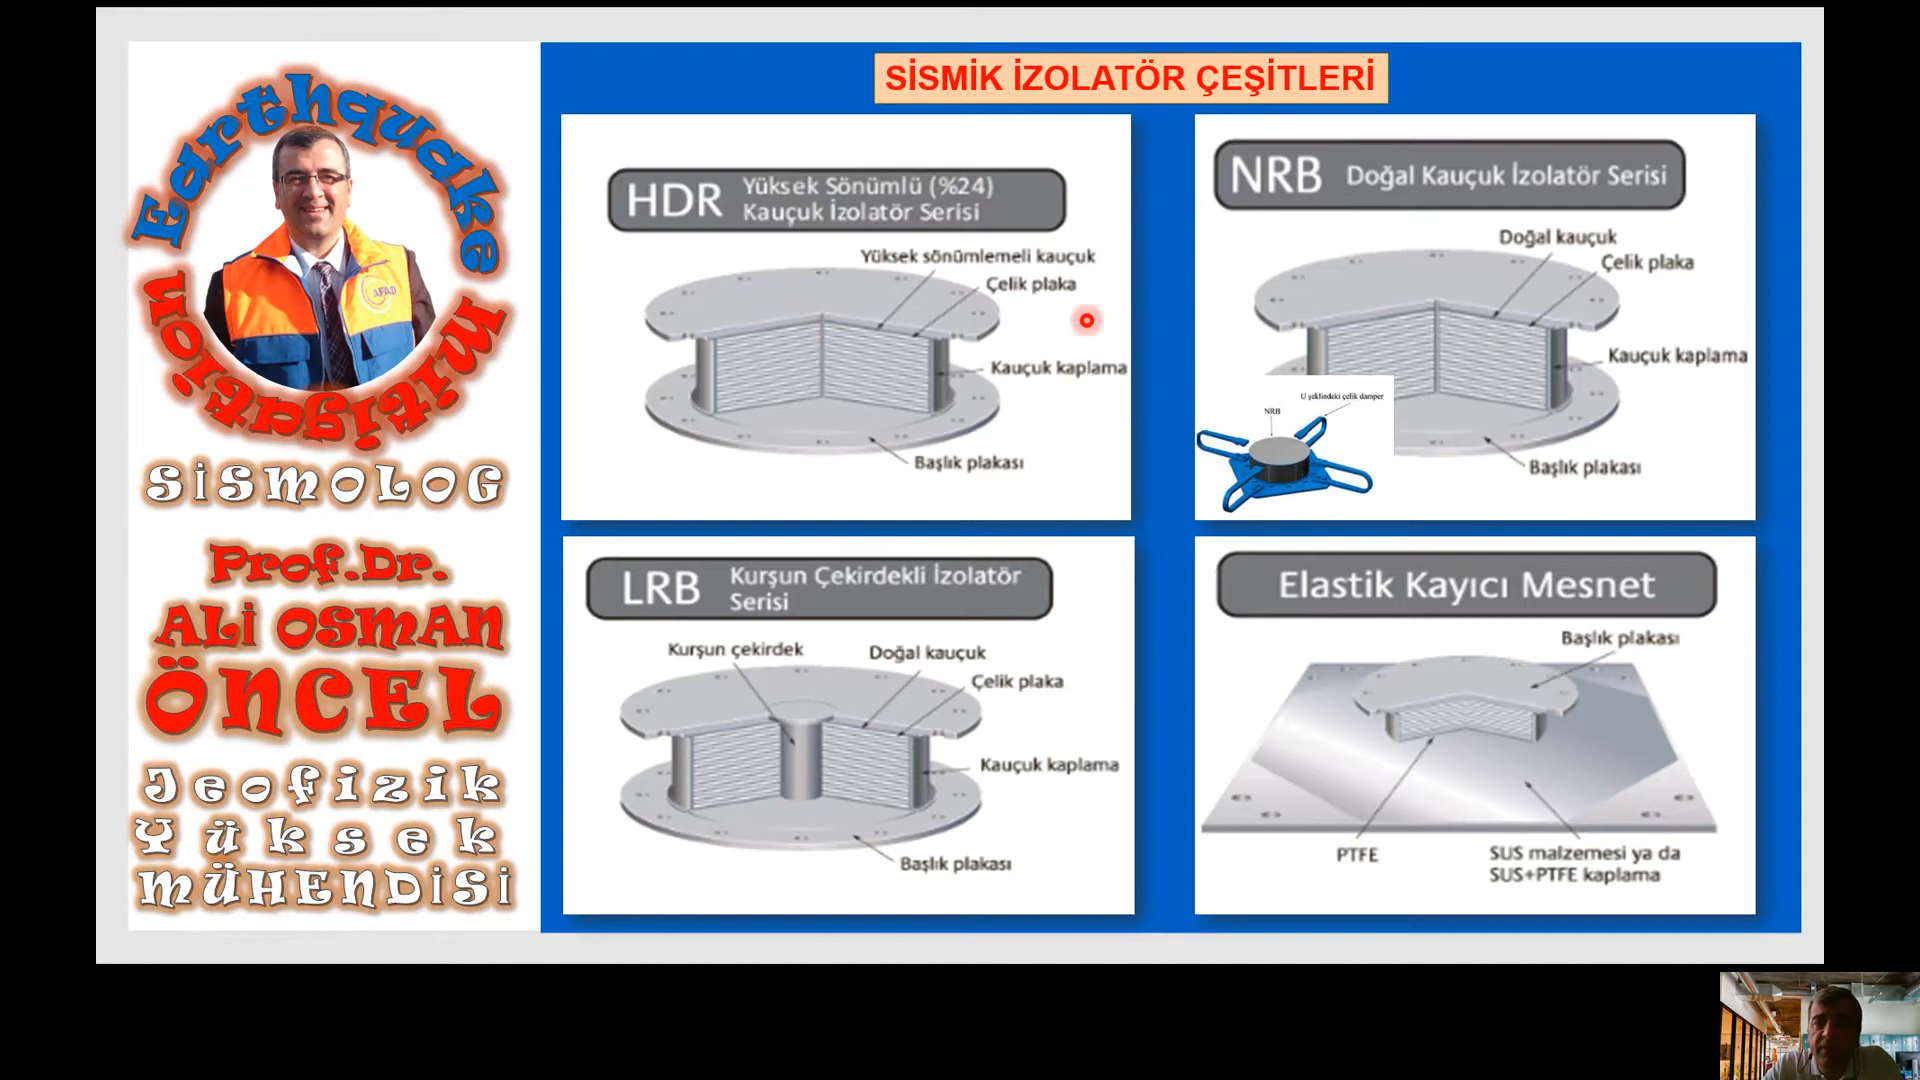 Earthquake
Mitigation
SİSMOLOG
Prof.Dr.
ALİ OSMAN
ÖNCEL
Jeofizik
Yüksek
MÜHENDİSİ
AFAD
SİSMİK İZOLATÖR ÇEŞİTLERİ
HDR
Yüksek Sönümlü (%24)
Kauçuk İzolatör Serisi
Yüksek sönümlemeli kauçuk
Çelik plaka
Kauçuk kaplama
Başlık plakası
NRB
Doğal Kauçuk İzolatör Serisi
Doğal kauçuk
Çelik plaka
Kauçuk kaplama
Başlık plakası
U şeklindeki çelik damper
NRB
LRB
Kurşun Çekirdekli İzolatör
Serisi
Kurşun çekirdek
Doğal kauçuk
Çelik plaka
Kauçuk kaplama
Başlık plakası
Elastik Kayıcı Mesnet
Başlık plakası
PTFE
SUS malzemesi ya da
SUS+PTFE kaplama